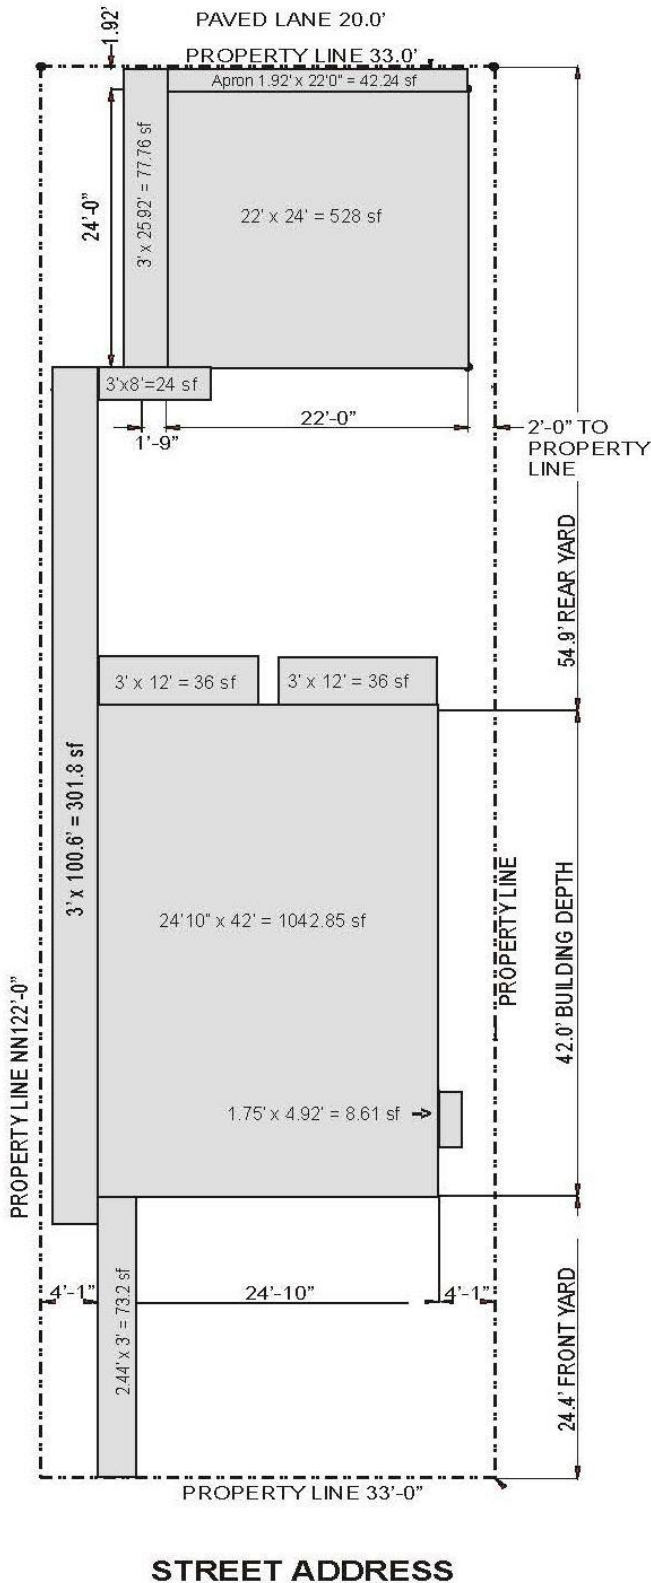 1.92'
PAVED LANE 20.0'
PROPERTY LINE 33.0'
Apron 1.92' x 22'0" = 42.24 sf
24'-0"
3' x 25.92' = 77.76 sf
22' x 24' = 528 sf
3'x8'=24 sf
1'-9"
22'-0"
2'-0" TO
PROPERTY
LINE
54.9' REAR YARD
3' x 12' = 36 sf
3' x 12' = 36 sf
3' x 100.6' = 301.8 sf
24'10" x 42' = 1042.85 sf
PROPERTY LINE
42.0' BUILDING DEPTH
PROPERTY LINE NN122'-0"
1.75' x 4.92' = 8.61 sf
2.44' x 3' = 73.2 sf
4'-1"
24'-10"
4'-1"
24.4' FRONT YARD
PROPERTY LINE 33'-0"
STREET ADDRESS